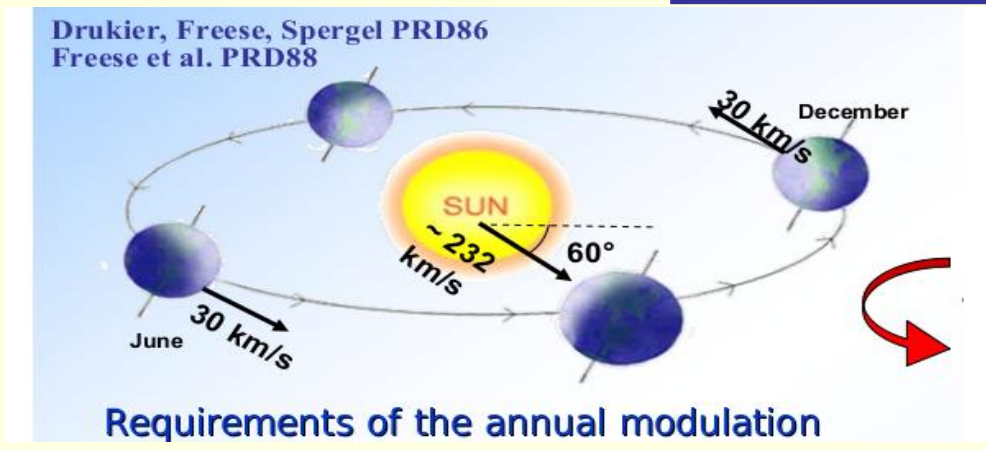 Drukier, Freese, Spergel PRD86
Freese et al. PRD88
30 km/s
December
SUN
~ 232
km/s
60°
30 km/s
June
Requirements of the annual modulation